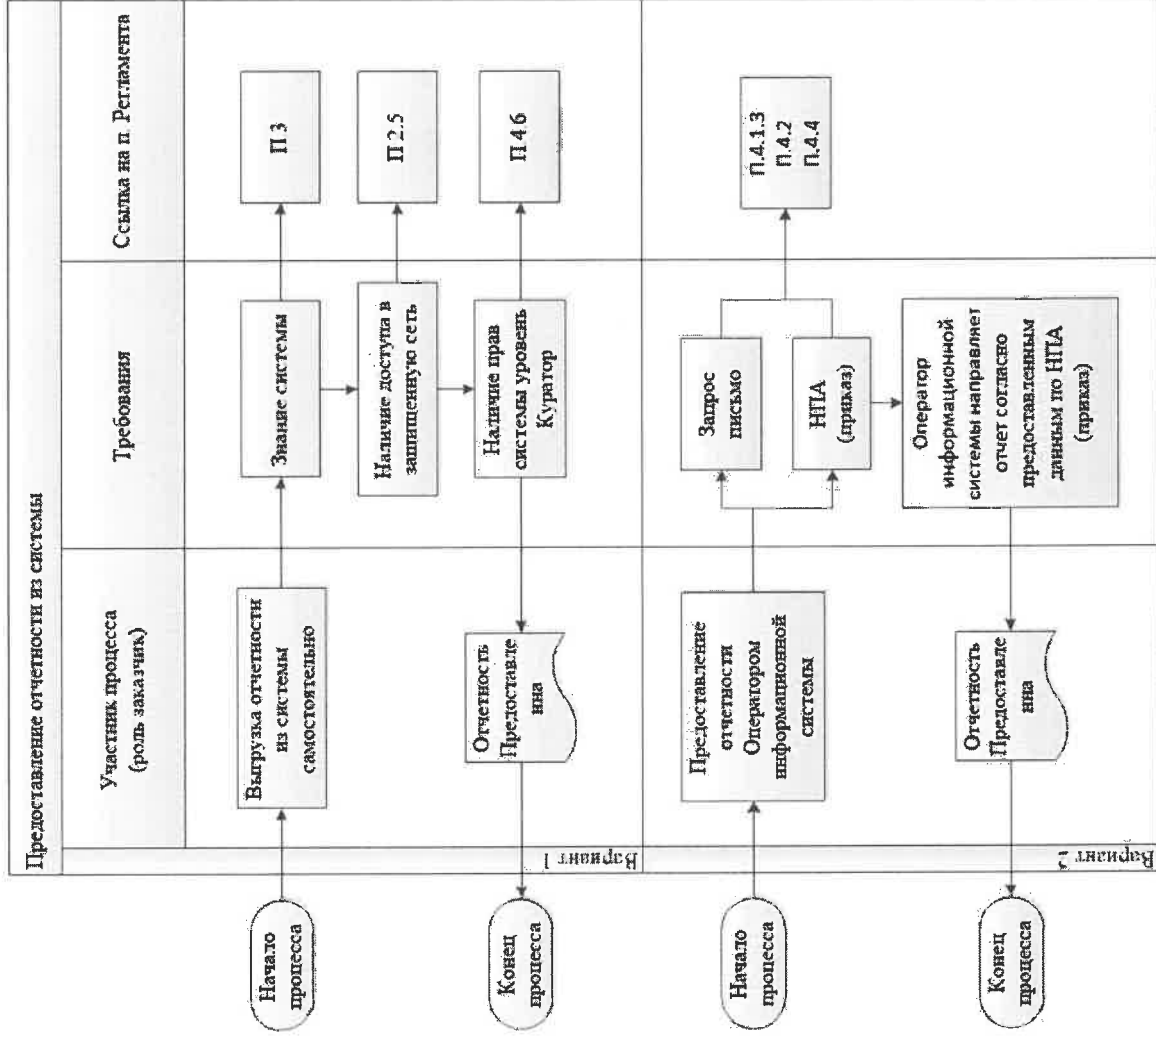 Предоставление отчетности из системы
Участник процесса
(роль заказчик)
Требования
Ссылка на п. Регламента
Вариант 1
Начало
процесса
Выгрузка отчетности
из системы
самостоятельно
Знание системы
П 3
Наличие доступа в
защищенную сеть
П 2.5
Наличие прав
системы уровень
Куратор
П 4.6
Отчетность
Предоставле
нна
Конец
процесса
Вариант 2
Начало
процесса
Предоставление
отчетности
Оператором
информационной
системы
Запрос
письмо
НПА
(приказ)
П.4.1.3
П.4.2
П.4.4
Оператор
информационной
системы направляет
отчет согласно
предоставленным
данным по НПА
(приказ)
Отчетность
Предоставле
нна
Конец
процесса